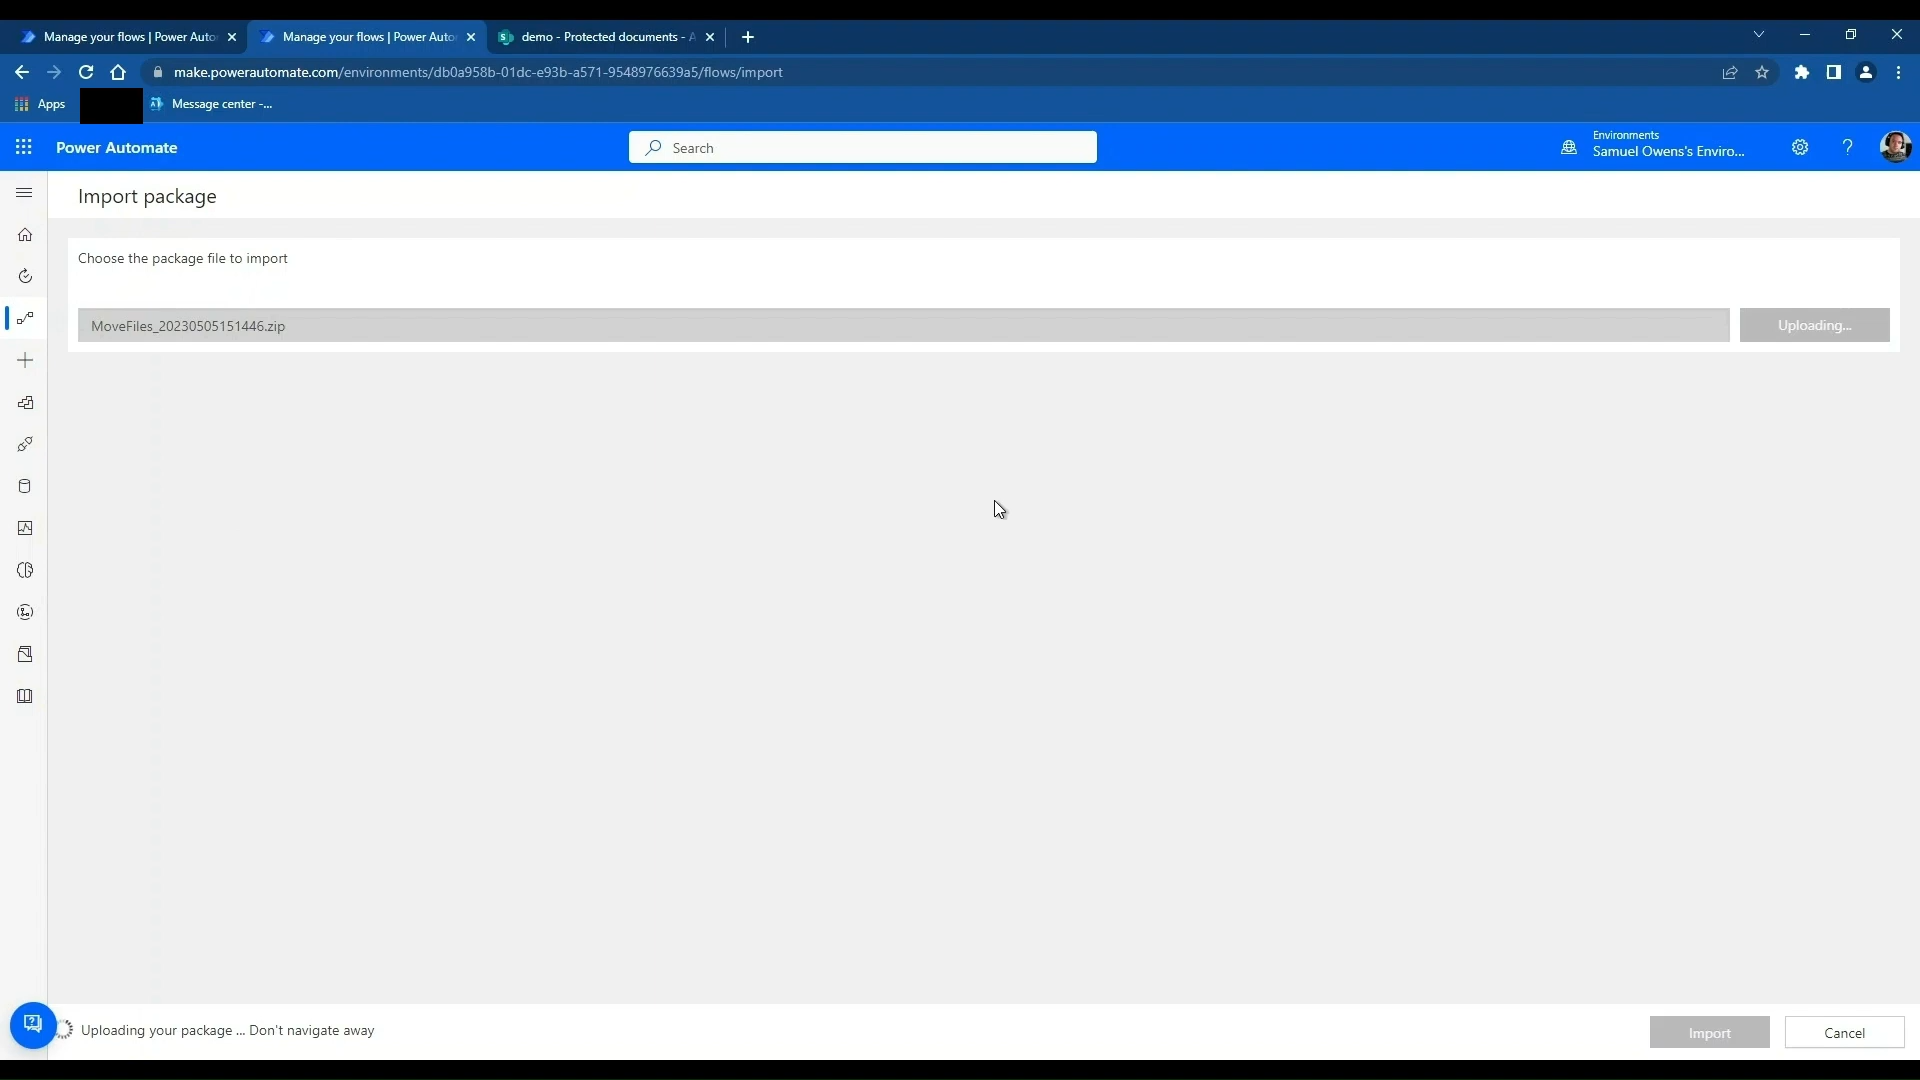 Manage your flows | Power Auto
Manage your flows | Power Auto
demo - Protected documents - A
make.powerautomate.com/environments/db0a958b-01dc-e93b-a571-9548976639a5/flows/import
Apps
Message center -...
Power Automate
Search
Environments
Samuel Owens's Enviro...
Import package
Choose the package file to import
MoveFiles_20230505151446.zip
Uploading...
Uploading your package ... Don't navigate away
Import
Cancel